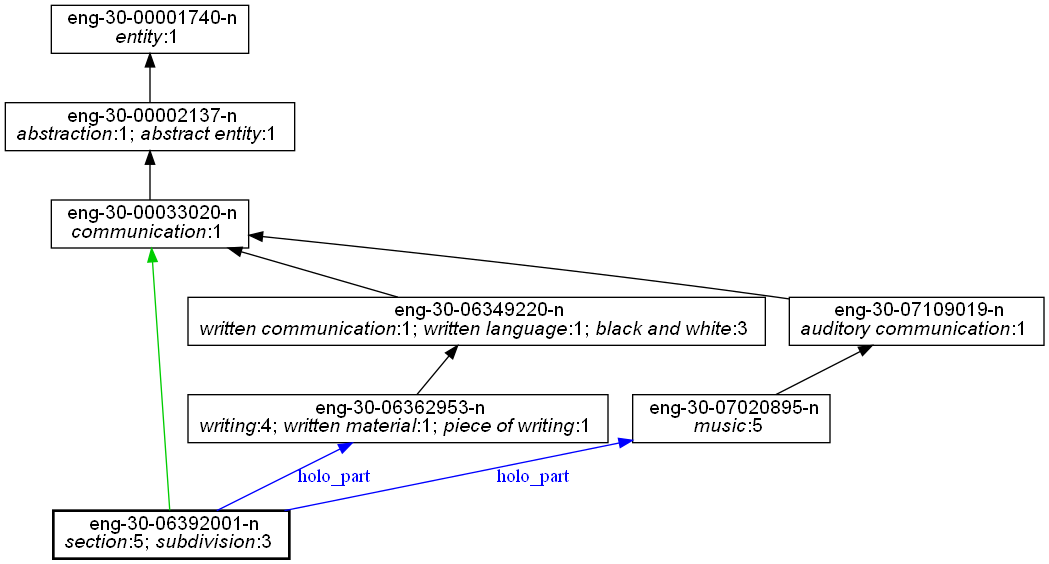 eng-30-00001740-n
entity:1
eng-30-00002137-n
abstraction:1; abstract entity:1
eng-30-00033020-n
communication:1
eng-30-06349220-n
written communication:1; written language:1; black and white:3
eng-30-07109019-n
auditory communication:1
eng-30-06362953-n
writing:4; written material:1; piece of writing:1
eng-30-07020895-n
music:5
holo_part
holo_part
eng-30-06392001-n
section:5; subdivision:3